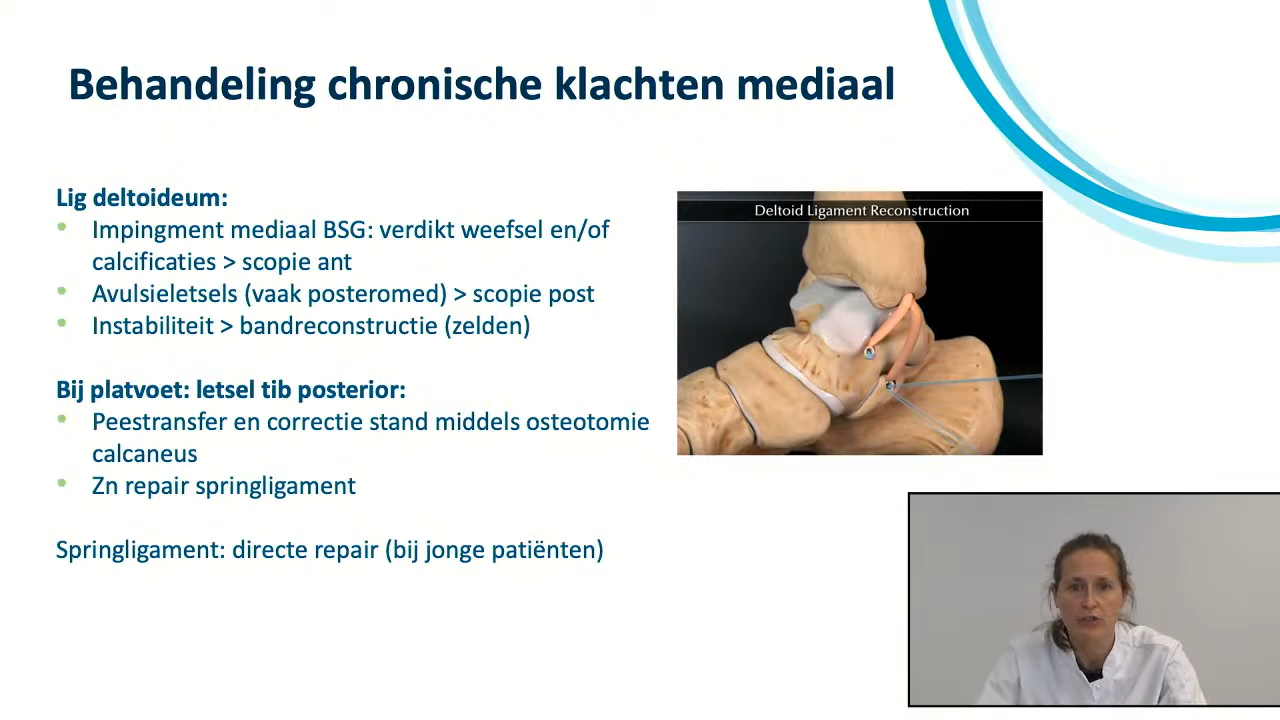 Behandeling chronische klachten mediaal
Lig deltoideum:
• Impingment mediaal BSG: verdikt weefsel en/of
calcificaties > scopie ant
• Avulsieletsels (vaak posteromed) > scopie post
• Instabiliteit > bandreconstructie (zelden)
Bij platvoet: letsel tib posterior:
• Peestransfer en correctie stand middels osteotomie
calcaneus
• Zn repair springligament
Springligament: directe repair (bij jonge patiënten)
Deltoid Ligament Reconstruction